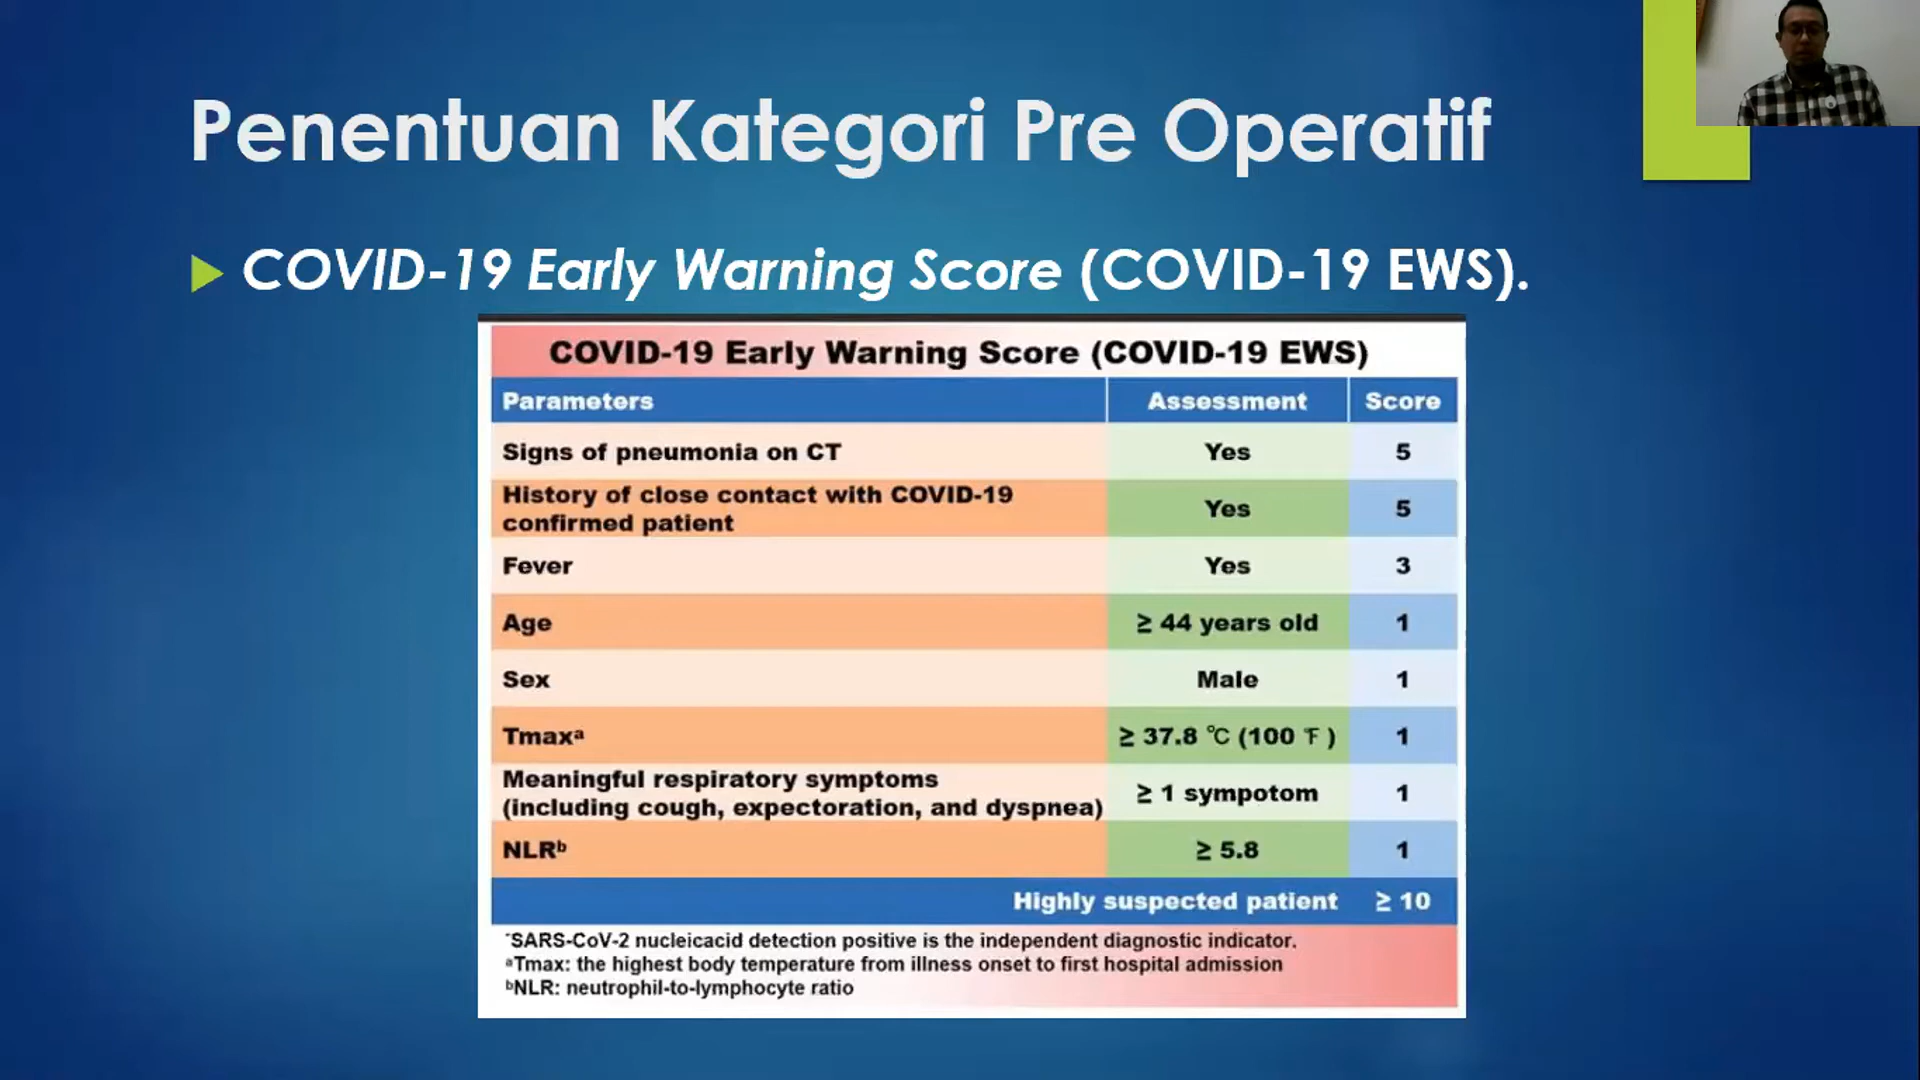 Penentuan Kategori Pre Operatif
COVID-19 Early Warning Score (COVID-19 EWS).
COVID-19 Early Warning Score (COVID-19 EWS)
Parameters Assessment Score
Signs of pneumonia on CT Yes 5
History of close contact with COVID-19
confirmed patient Yes 5
Fever Yes 3
Age ≥ 44 years old 1
Sex Male 1
Tmaxᵃ ≥ 37.8 ℃ (100 ℉ ) 1
Meaningful respiratory symptoms
(including cough, expectoration, and dyspnea) ≥ 1 sympotom 1
NLRᵇ ≥ 5.8 1
Highly suspected patient ≥ 10
*SARS-CoV-2 nucleicacid detection positive is the independent diagnostic indicator.
ᵃTmax: the highest body temperature from illness onset to first hospital admission
ᵇNLR: neutrophil-to-lymphocyte ratio